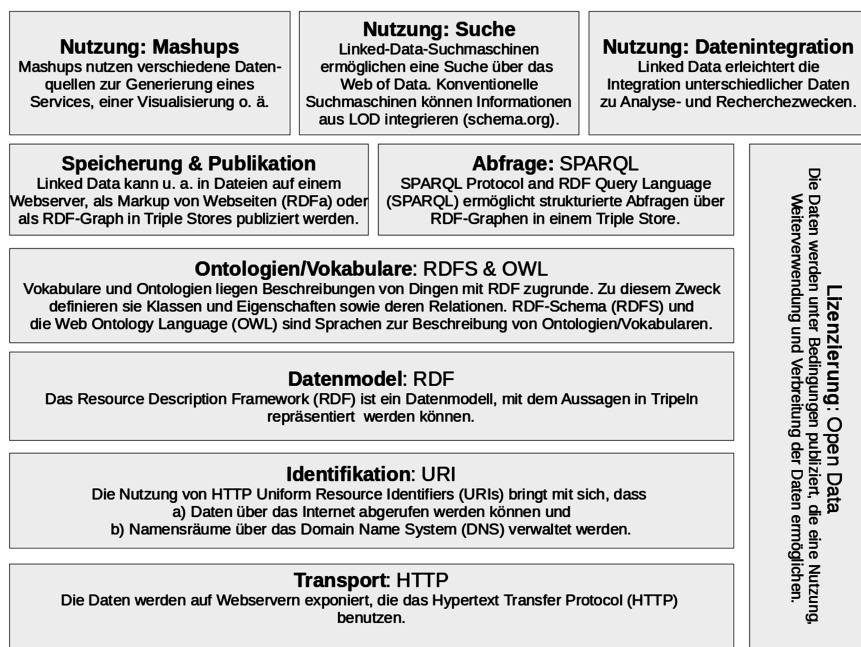 Nutzung: Mashups
Mashups nutzen verschiedene Daten-
quellen zur Generierung eines
Services, einer Visualisierung o. ä.
Nutzung: Suche
Linked-Data-Suchmaschinen
ermöglichen eine Suche über das
Web of Data. Konventionelle
Suchmaschinen können Informationen
aus LOD integrieren (schema.org).
Nutzung: Datenintegration
Linked Data erleichtert die
Integration unterschiedlicher Daten
zu Analyse- und Recherchezwecken.
Speicherung & Publikation
Linked Data kann u. a. in Dateien auf einem
Webserver, als Markup von Webseiten (RDFa) oder
als RDF-Graph in Triple Stores publiziert werden.
Abfrage: SPARQL
SPARQL Protocol and RDF Query Language
(SPARQL) ermöglicht strukturierte Abfragen über
RDF-Graphen in einem Triple Store.
Ontologien/Vokabulare: RDFS & OWL
Vokabulare und Ontologien liegen Beschreibungen von Dingen mit RDF zugrunde. Zu diesem Zweck
definieren sie Klassen und Eigenschaften sowie deren Relationen. RDF-Schema (RDFS) und
die Web Ontology Language (OWL) sind Sprachen zur Beschreibung von Ontologien/Vokabularen.
Datenmodel: RDF
Das Resource Description Framework (RDF) ist ein Datenmodell, mit dem Aussagen in Tripeln
repräsentiert werden können.
Identifikation: URI
Die Nutzung von HTTP Uniform Resource Identifiers (URIs) bringt mit sich, dass
a) Daten über das Internet abgerufen werden können und
b) Namensräume über das Domain Name System (DNS) verwaltet werden.
Transport: HTTP
Die Daten werden auf Webservern exponiert, die das Hypertext Transfer Protocol (HTTP)
benutzen.
Lizenzierung: Open Data
Die Daten werden unter Bedingungen publiziert, die eine Nutzung,
Weiterverwendung und Verbreitung der Daten ermöglichen.